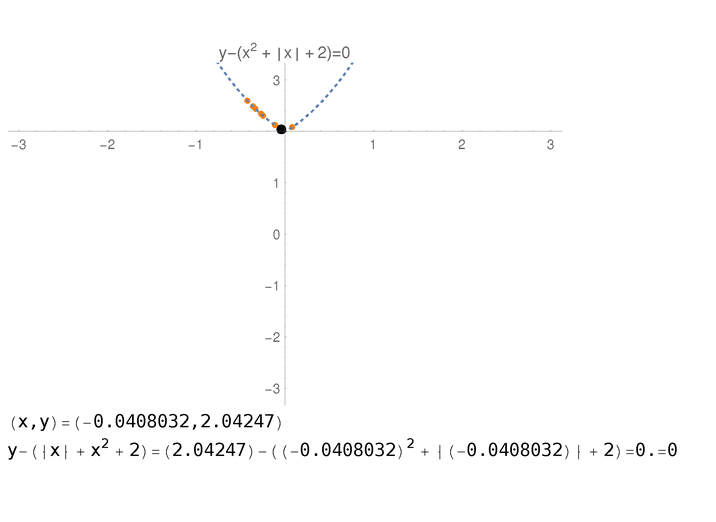 y−(x² + |x| + 2)=0
3
−3 −2 −1 1 2 3
1
0
−1
−2
−3
(x,y)=(−0.0408032,2.04247)
y−(|x| + x² + 2)=(2.04247)−((−0.0408032)² + |(−0.0408032)| + 2)=0.=0